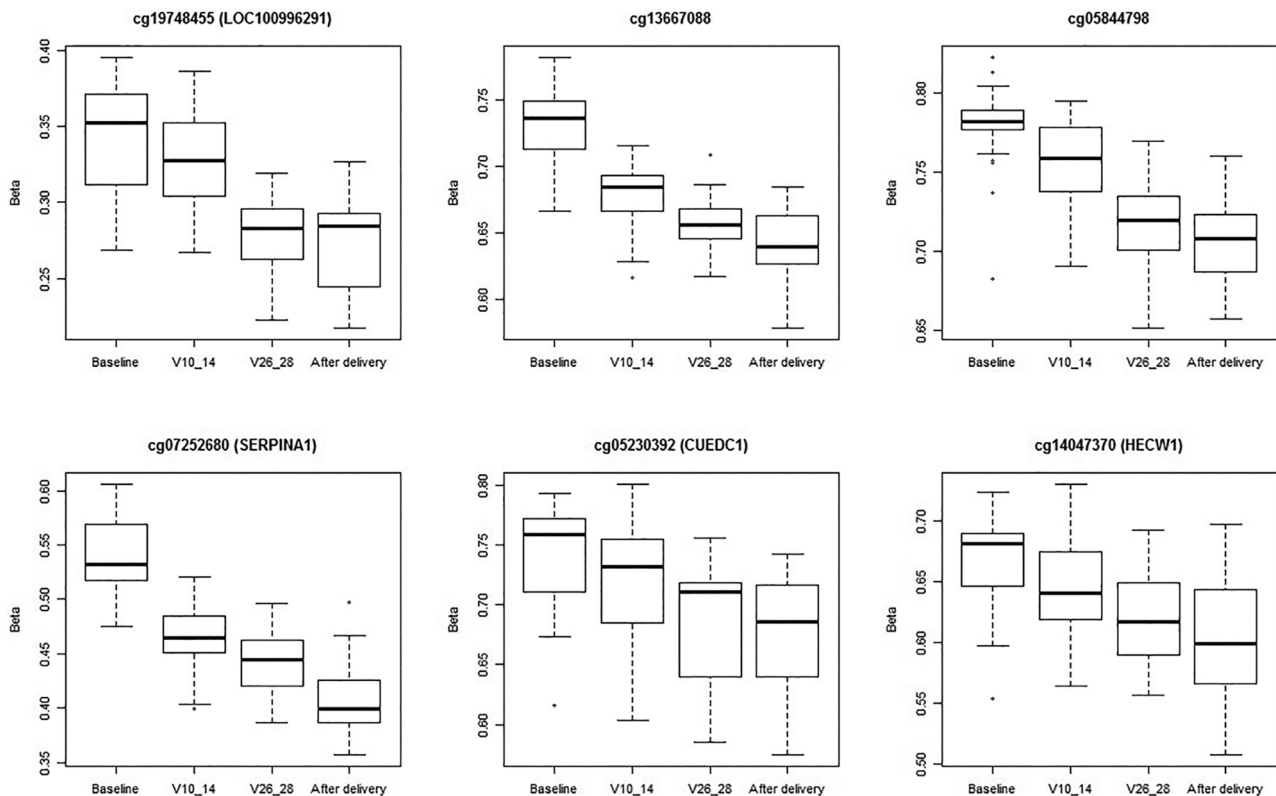 cg19748455 (LOC100996291)
Beta
0.40
0.35
0.30
0.25
Baseline V10_14 V26_28 After delivery
cg13667088
Beta
0.75
0.70
0.65
0.60
Baseline V10_14 V26_28 After delivery
cg05844798
Beta
0.80
0.75
0.70
0.65
Baseline V10_14 V26_28 After delivery
cg07252680 (SERPINA1)
Beta
0.60
0.55
0.50
0.45
0.40
0.35
Baseline V10_14 V26_28 After delivery
cg05230392 (CUEDC1)
Beta
0.80
0.75
0.70
0.65
0.60
Baseline V10_14 V26_28 After delivery
cg14047370 (HECW1)
Beta
0.70
0.65
0.60
0.55
0.50
Baseline V10_14 V26_28 After delivery